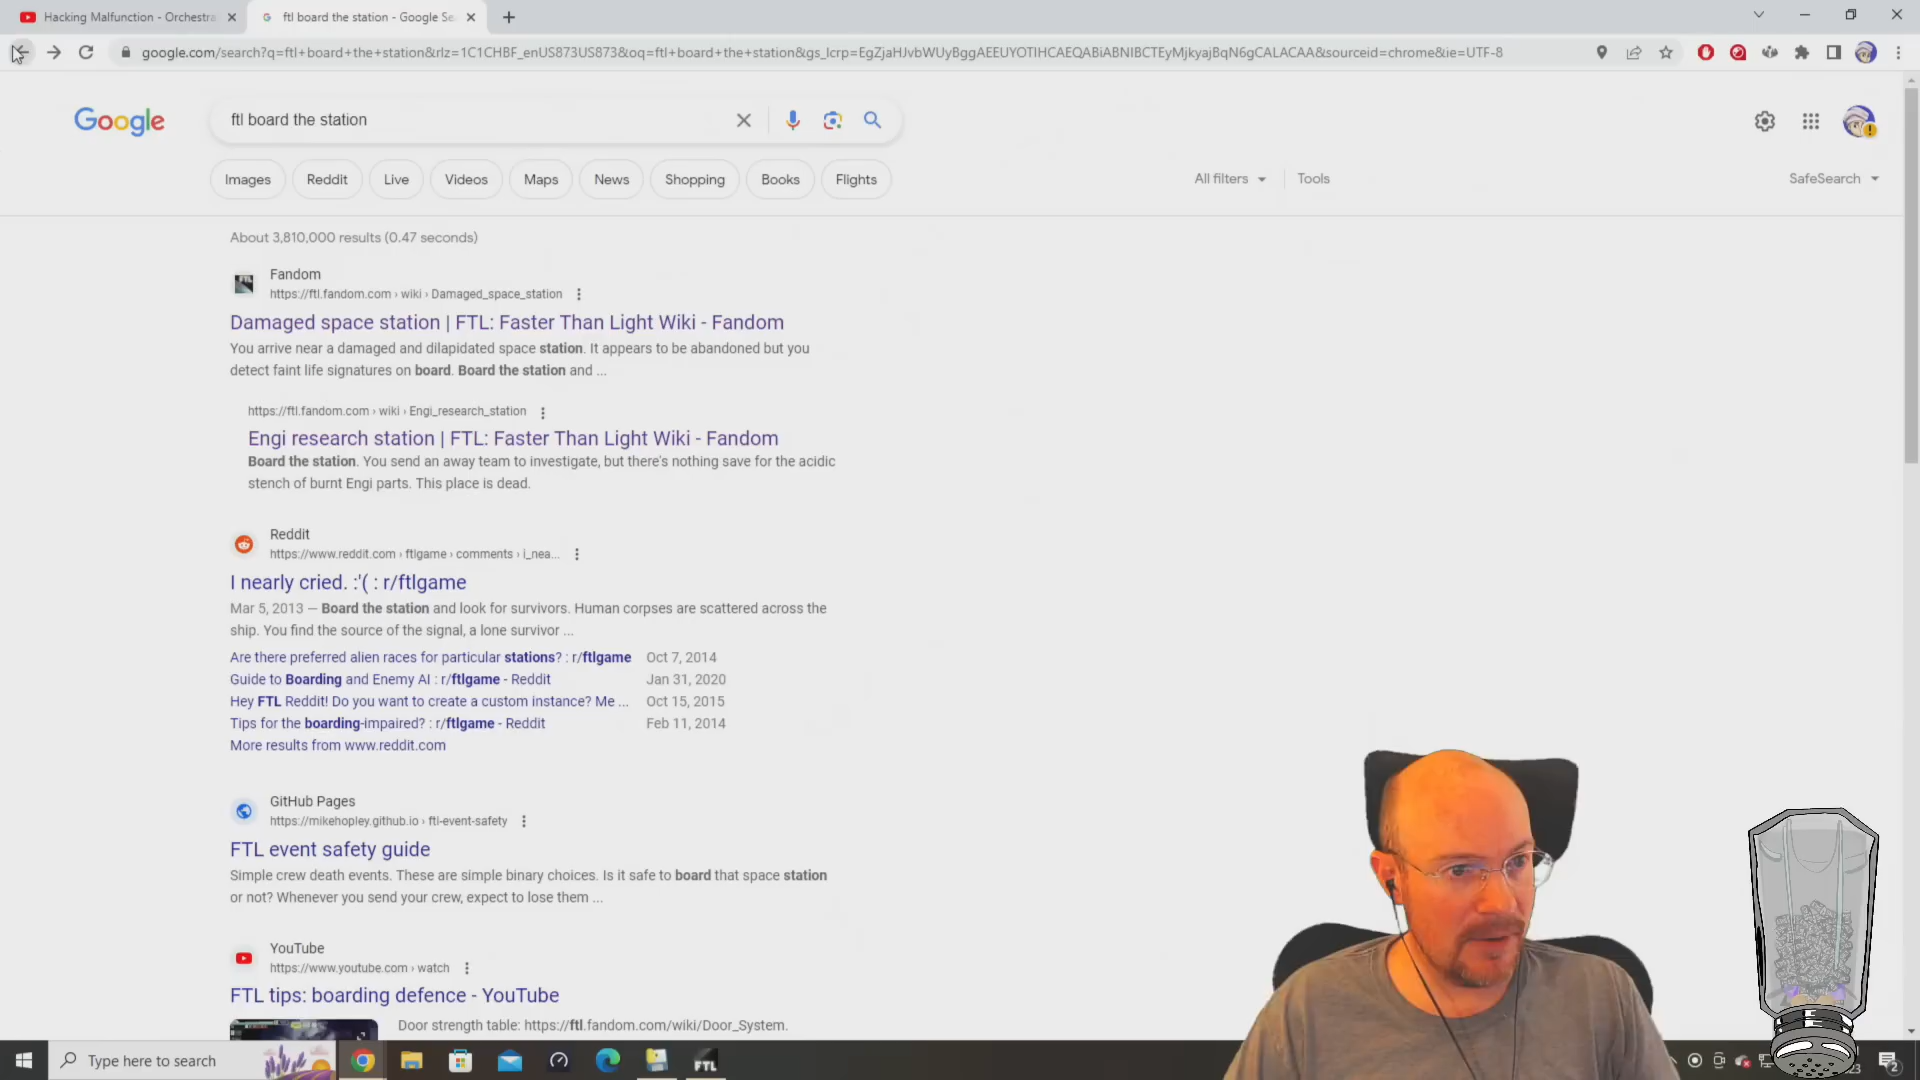 Hacking Malfunction - Orchestra
ftl board the station - Google Se
google.com/search?q=ftl+board+the+station&rlz=1C1CHBF_enUS873US873&oq=ftl+board+the+station&gs_lcrp=EgZjaHJvbWUyBggAEEUYOTIHCAEQABiABNIBCTEyMjkyajBqN6gCALACAA&sourceid=chrome&ie=UTF-8
Google
ftl board the station
Images
Reddit
Live
Videos
Maps
News
Shopping
Books
Flights
All filters
Tools
SafeSearch
About 3,810,000 results (0.47 seconds)
Fandom
https://ftl.fandom.com › wiki › Damaged_space_station
Damaged space station | FTL: Faster Than Light Wiki - Fandom
You arrive near a damaged and dilapidated space station. It appears to be abandoned but you
detect faint life signatures on board. Board the station and ...
https://ftl.fandom.com › wiki › Engi_research_station
Engi research station | FTL: Faster Than Light Wiki - Fandom
Board the station. You send an away team to investigate, but there's nothing save for the acidic
stench of burnt Engi parts. This place is dead.
Reddit
https://www.reddit.com › ftlgame › comments › i_nea...
I nearly cried. :'( : r/ftlgame
Mar 5, 2013 — Board the station and look for survivors. Human corpses are scattered across the
ship. You find the source of the signal, a lone survivor ...
Are there preferred alien races for particular stations? : r/ftlgame Oct 7, 2014
Guide to Boarding and Enemy AI : r/ftlgame - Reddit Jan 31, 2020
Hey FTL Reddit! Do you want to create a custom instance? Me ... Oct 15, 2015
Tips for the boarding-impaired? : r/ftlgame - Reddit Feb 11, 2014
More results from www.reddit.com
GitHub Pages
https://mikehopley.github.io › ftl-event-safety
FTL event safety guide
Simple crew death events. These are simple binary choices. Is it safe to board that space station
or not? Whenever you send your crew, expect to lose them ...
YouTube
https://www.youtube.com › watch
FTL tips: boarding defence - YouTube
Door strength table: https://ftl.fandom.com/wiki/Door_System.
Type here to search
FTL
2